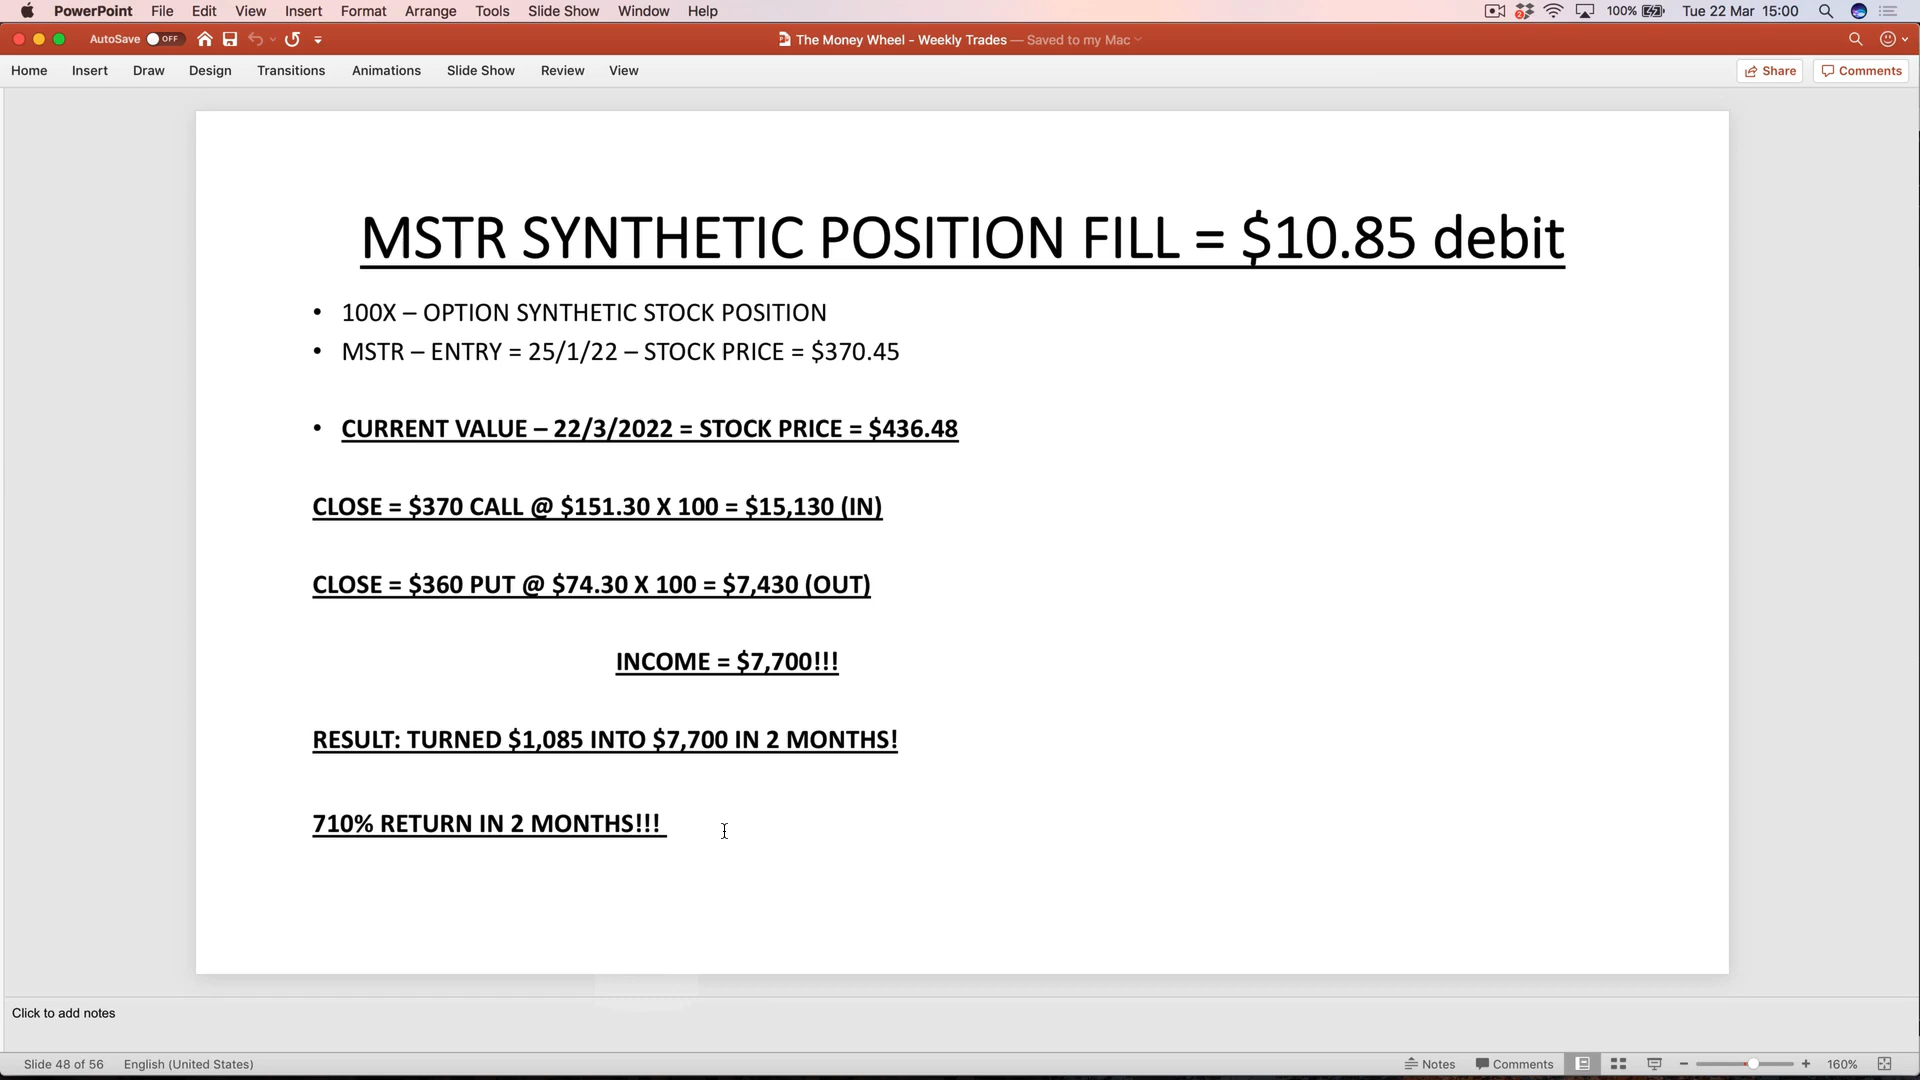 PowerPoint File Edit View Insert Format Arrange Tools Slide Show Window Help 2 100% Tue 22 Mar 15:00
AutoSave OFF The Money Wheel - Weekly Trades — Saved to my Mac
Home Insert Draw Design Transitions Animations Slide Show Review View Share Comments
MSTR SYNTHETIC POSITION FILL = $10.85 debit
• 100X – OPTION SYNTHETIC STOCK POSITION
• MSTR – ENTRY = 25/1/22 – STOCK PRICE = $370.45
• CURRENT VALUE – 22/3/2022 = STOCK PRICE = $436.48
CLOSE = $370 CALL @ $151.30 X 100 = $15,130 (IN)
CLOSE = $360 PUT @ $74.30 X 100 = $7,430 (OUT)
INCOME = $7,700!!!
RESULT: TURNED $1,085 INTO $7,700 IN 2 MONTHS!
710% RETURN IN 2 MONTHS!!!
Click to add notes
Slide 48 of 56 English (United States) Notes Comments 160%